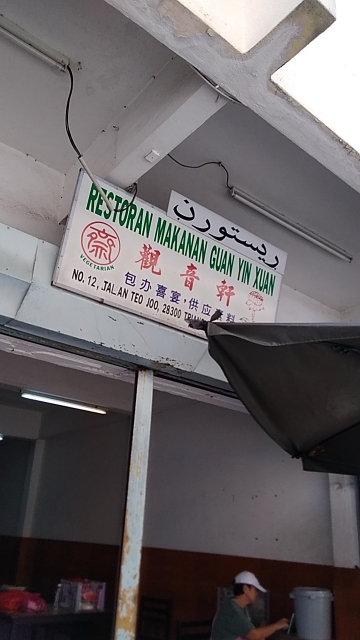 ريستورن
RESTORAN MAKANAN GUAN YIN XUAN
齋
VEGETARIAN
觀音軒
包办喜宴·供应
NO. 12, JALAN TEO JOO, 28300